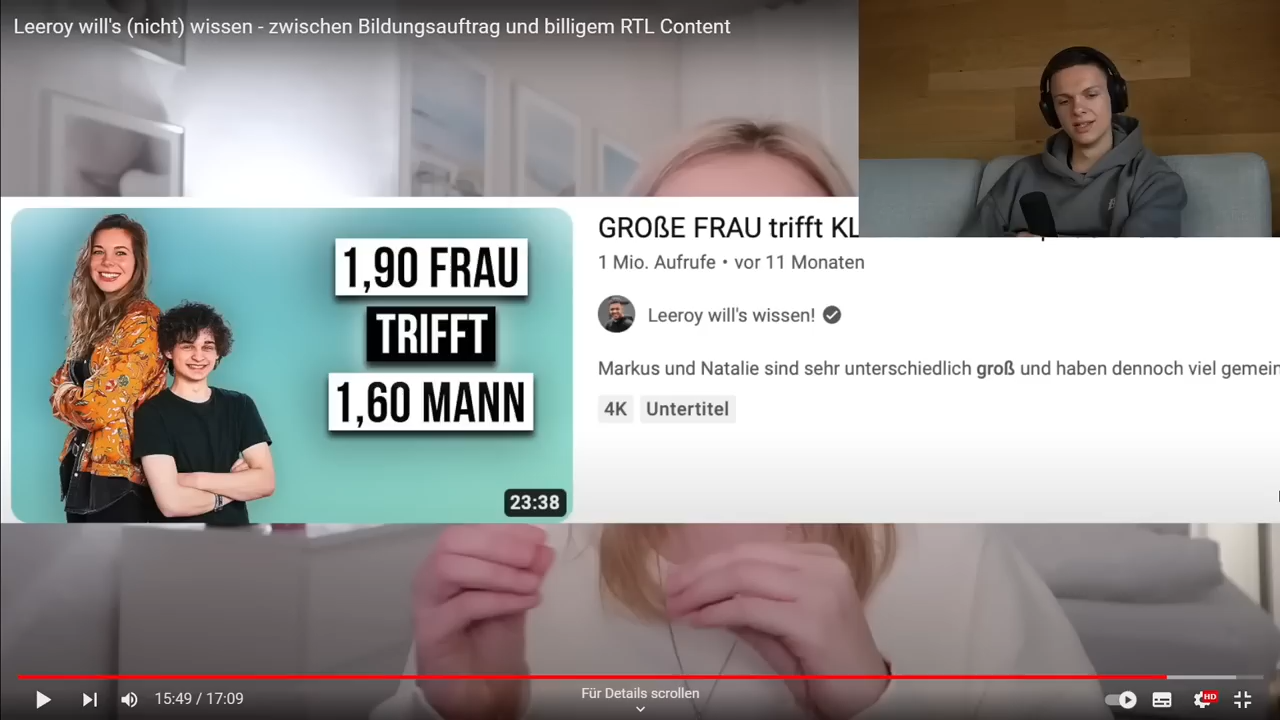 Leeroy will's (nicht) wissen - zwischen Bildungsauftrag und billigem RTL Content
1,90 FRAU
TRIFFT
1,60 MANN
23:38
GROßE FRAU trifft KL
1 Mio. Aufrufe • vor 11 Monaten
Leeroy will's wissen!
Markus und Natalie sind sehr unterschiedlich groß und haben dennoch viel gemein
4K Untertitel
15:49 / 17:09
Für Details scrollen
HD